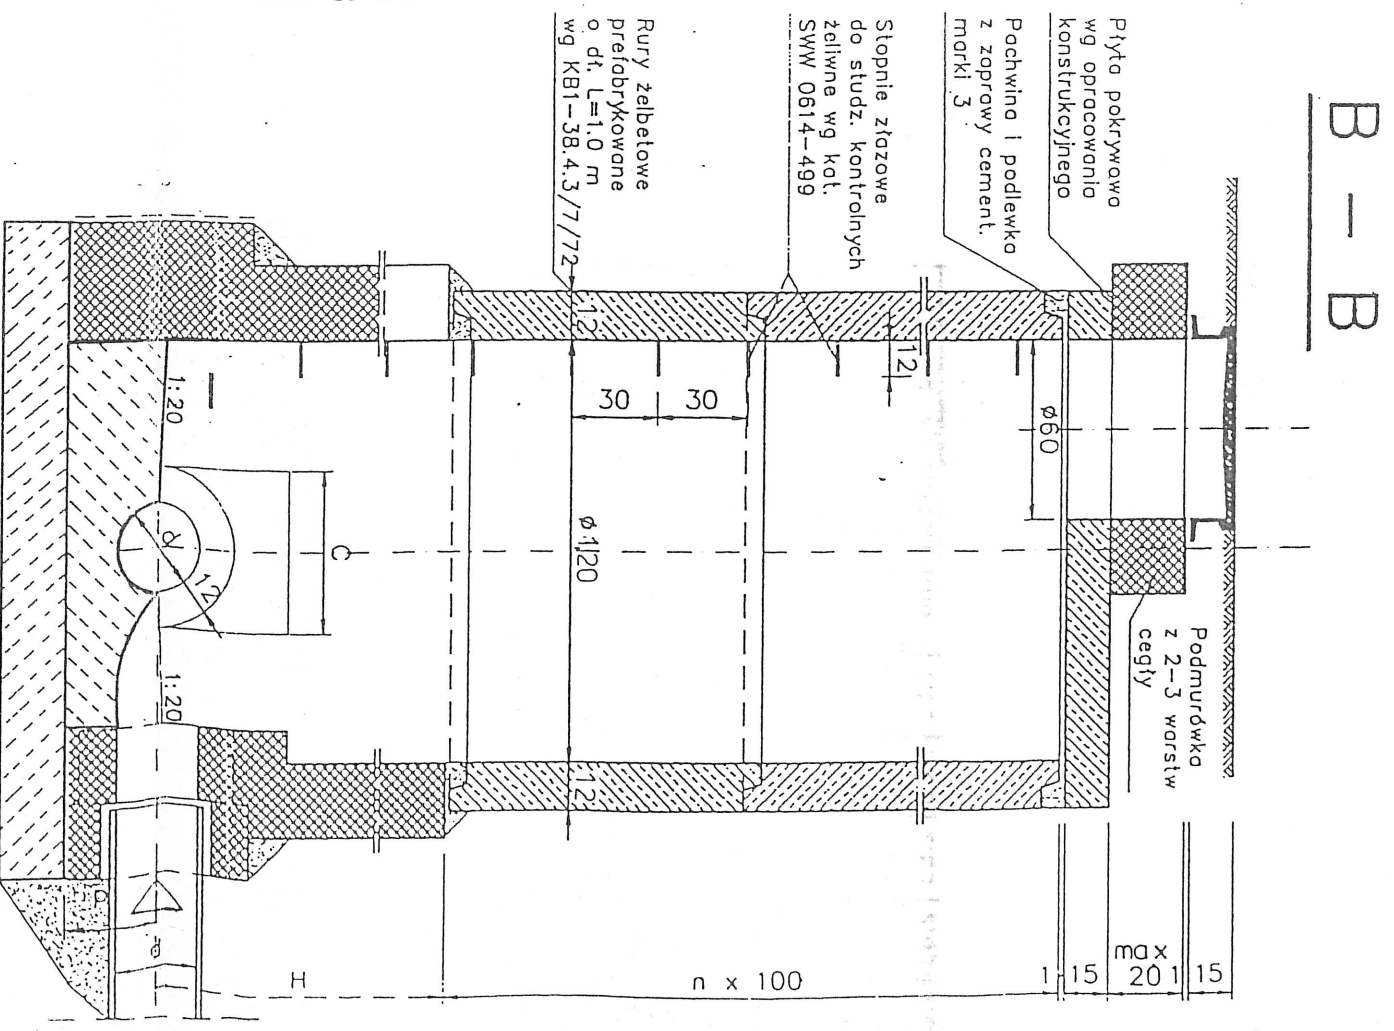 B – B
Płyta pokrywowa
wg opracowania
konstrukcyjnego
Pachwina i podlewka
z zaprawy cement.
marki 3
Stopnie złazowe
do studz. kontrolnych
żeliwne wg kat.
SWW 0614-499
Rury żelbetowe
prefabrykowane
o dł. L=1.0 m
wg KB1-38.4.3/7/72
Podmurówka
z 2-3 warstw
cegły
ø60
12
12
30
30
ø 120
12
1:20
1:20
C
d
12
d
H
n x 100
1
15
max
20
1
15